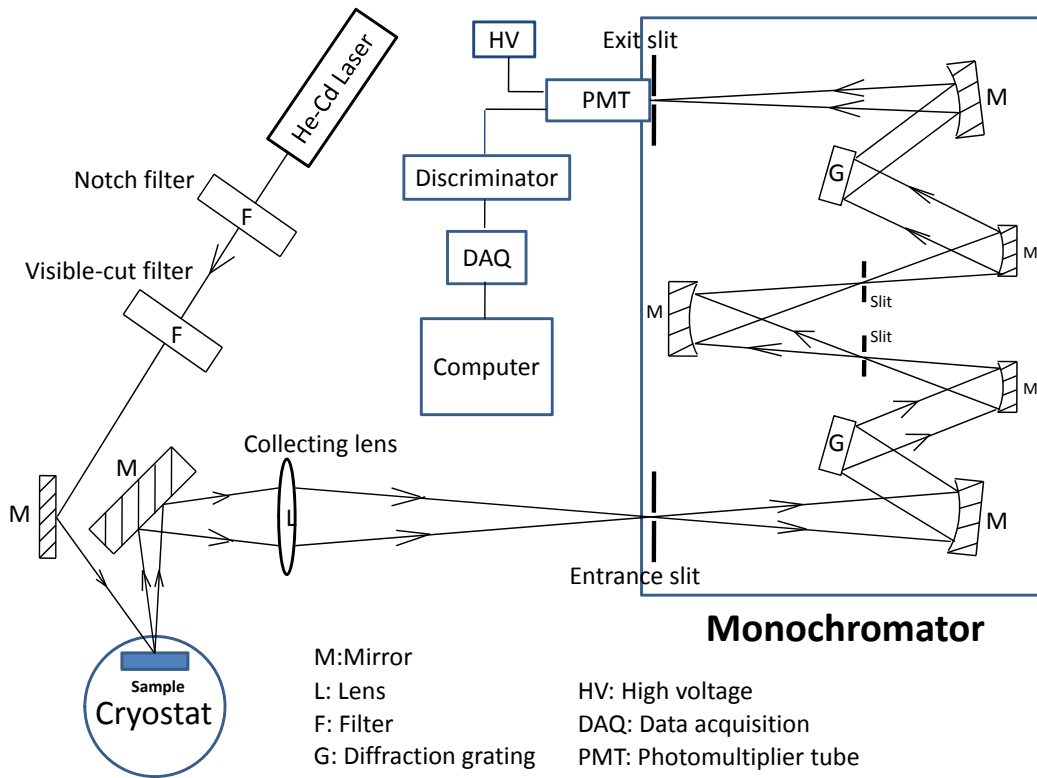 HV
Exit slit
He-Cd Laser
PMT
M
Notch filter
F
Discriminator
G
Visible-cut filter
DAQ
M
Slit
F
M
Slit
Computer
M
Collecting lens
G
M
M
L
M
Entrance slit
Monochromator
Sample
Cryostat
M:Mirror
L: Lens
HV: High voltage
F: Filter
DAQ: Data acquisition
G: Diffraction grating
PMT: Photomultiplier tube